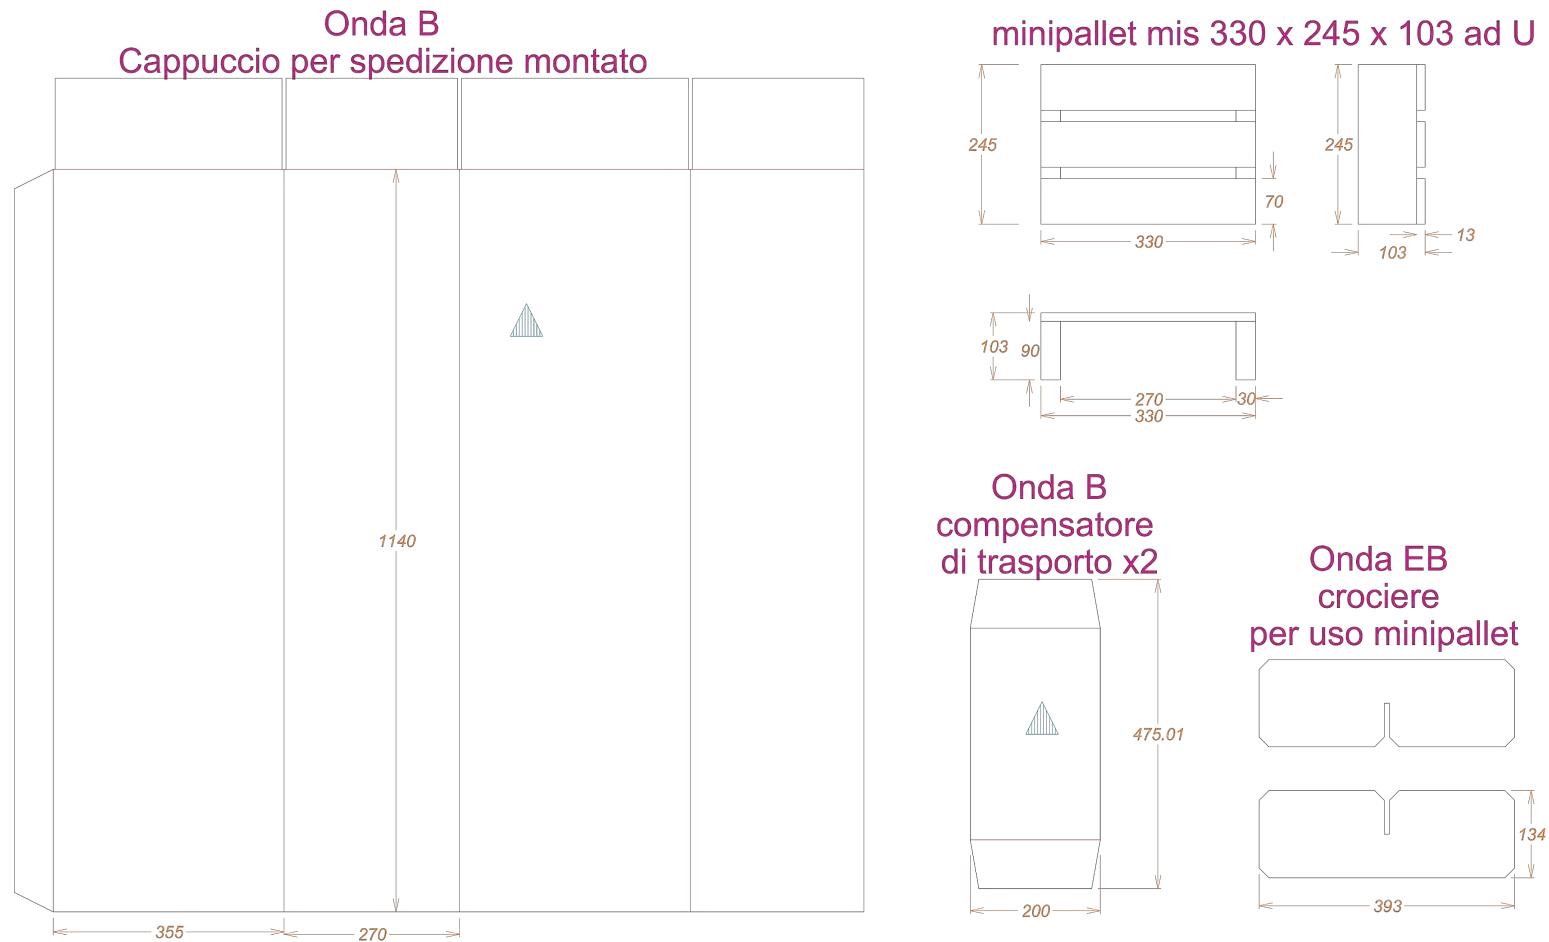 Onda B
Cappuccio per spedizione montato
1140
355
270
minipallet mis 330 x 245 x 103 ad U
245
70
330
245
13
103
103
90
270
30
330
Onda B
compensatore
di trasporto x2
475.01
200
Onda EB
crociere
per uso minipallet
134
393